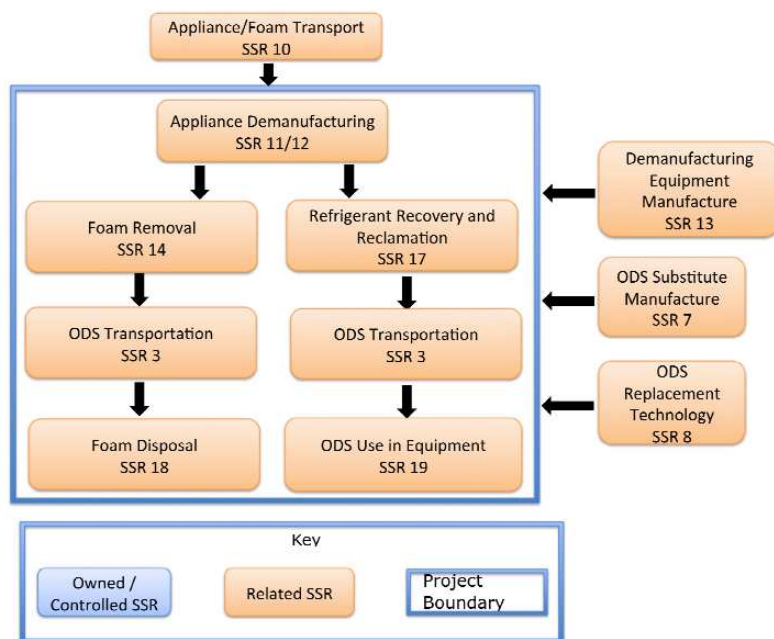 Appliance/Foam Transport
SSR 10
Appliance Demanufacturing
SSR 11/12
Demanufacturing
Equipment
Manufacture
SSR 13
Foam Removal
SSR 14
Refrigerant Recovery and
Reclamation
SSR 17
ODS Substitute
Manufacture
SSR 7
ODS Transportation
SSR 3
ODS Transportation
SSR 3
ODS
Replacement
Technology
SSR 8
Foam Disposal
SSR 18
ODS Use in Equipment
SSR 19
Key
Owned /
Controlled SSR
Related SSR
Project
Boundary